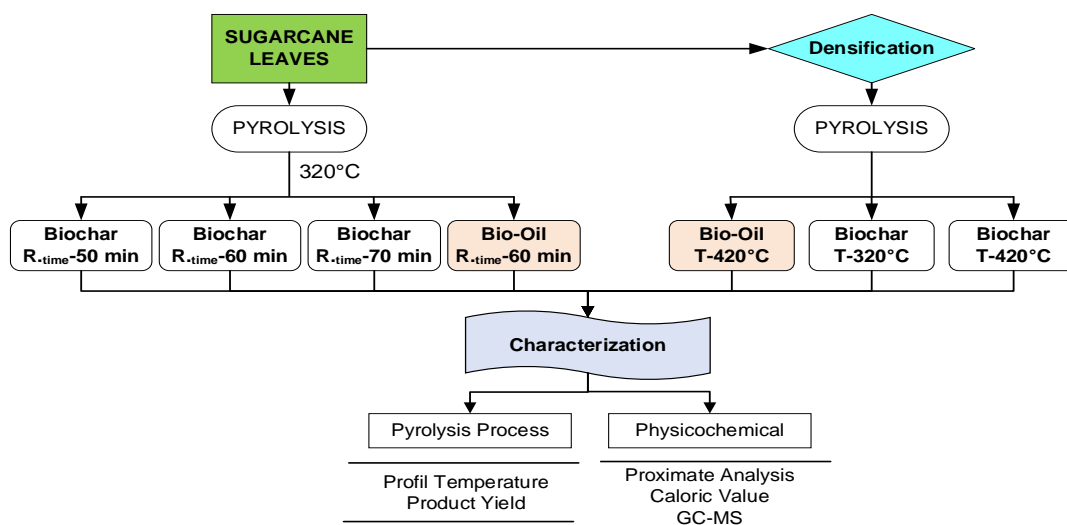 SUGARCANE
LEAVES
Densification
PYROLYSIS
PYROLYSIS
320°C
Biochar
R.time-50 min
Biochar
R.time-60 min
Biochar
R.time-70 min
Bio-Oil
R.time-60 min
Bio-Oil
T-420°C
Biochar
T-320°C
Biochar
T-420°C
Characterization
Pyrolysis Process
Physicochemical
Profil Temperature
Product Yield
Proximate Analysis
Caloric Value
GC-MS